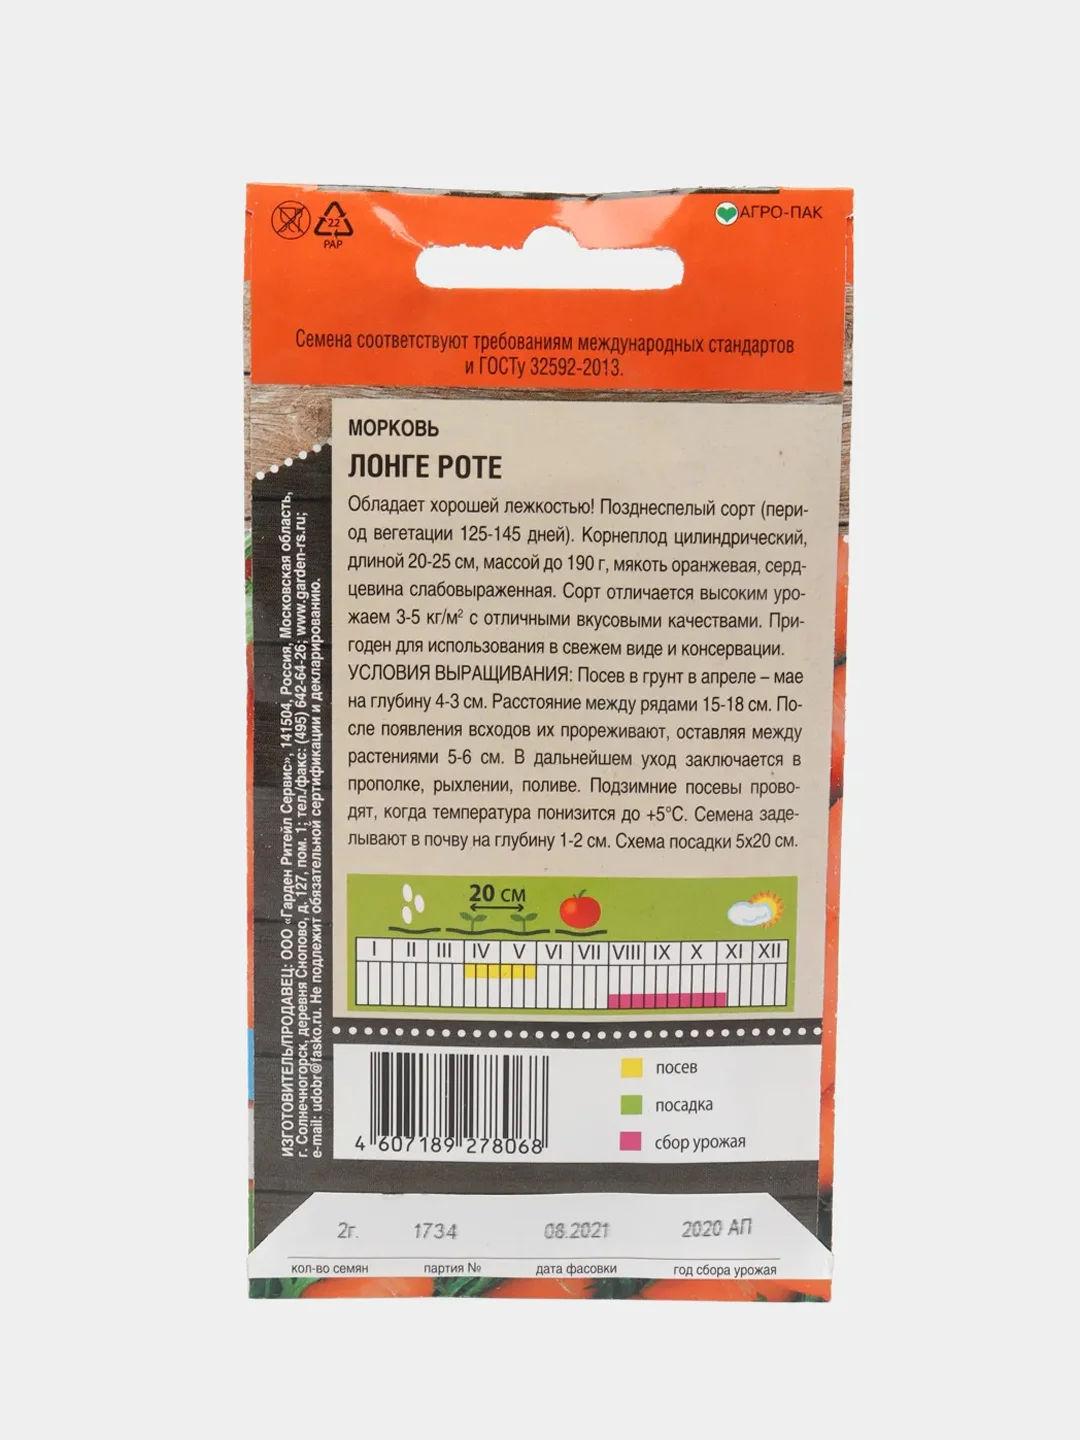 22
PAP
АГРО-ПАК
Семена соответствуют требованиям международных стандартов
и ГОСТу 32592-2013.
МОРКОВЬ
ЛОНГЕ РОТЕ
Обладает хорошей лежкостью! Позднеспелый сорт (пери-
од вегетации 125-145 дней). Корнеплод цилиндрический,
длиной 20-25 см, массой до 190 г, мякоть оранжевая, серд-
цевина слабовыраженная. Сорт отличается высоким уро-
жаем 3-5 кг/м² с отличными вкусовыми качествами. При-
годен для использования в свежем виде и консервации.
УСЛОВИЯ ВЫРАЩИВАНИЯ: Посев в грунт в апреле – мае
на глубину 4-3 см. Расстояние между рядами 15-18 см. По-
сле появления всходов их прореживают, оставляя между
растениями 5-6 см. В дальнейшем уход заключается в
прополке, рыхлении, поливе. Подзимние посевы прово-
дят, когда температура понизится до +5°С. Семена заде-
лывают в почву на глубину 1-2 см. Схема посадки 5х20 см.
20 см
I II III IV V VI VII VIII IX X XI XII
посев
посадка
сбор урожая
4 607189 278068
ИЗГОТОВИТЕЛЬ/ПРОДАВЕЦ: ООО «Гарден Ритейл Сервис», 141504, Россия, Московская область,
г. Солнечногорск, деревня Снопово, д. 127, пом. 1; тел./факс: (495) 642-64-26; www.garden-rs.ru;
e-mail: udobr@fasko.ru. Не подлежит обязательной сертификации и декларированию.
2г. 1734 08.2021 2020 АП
кол-во семян партия № дата фасовки год сбора урожая